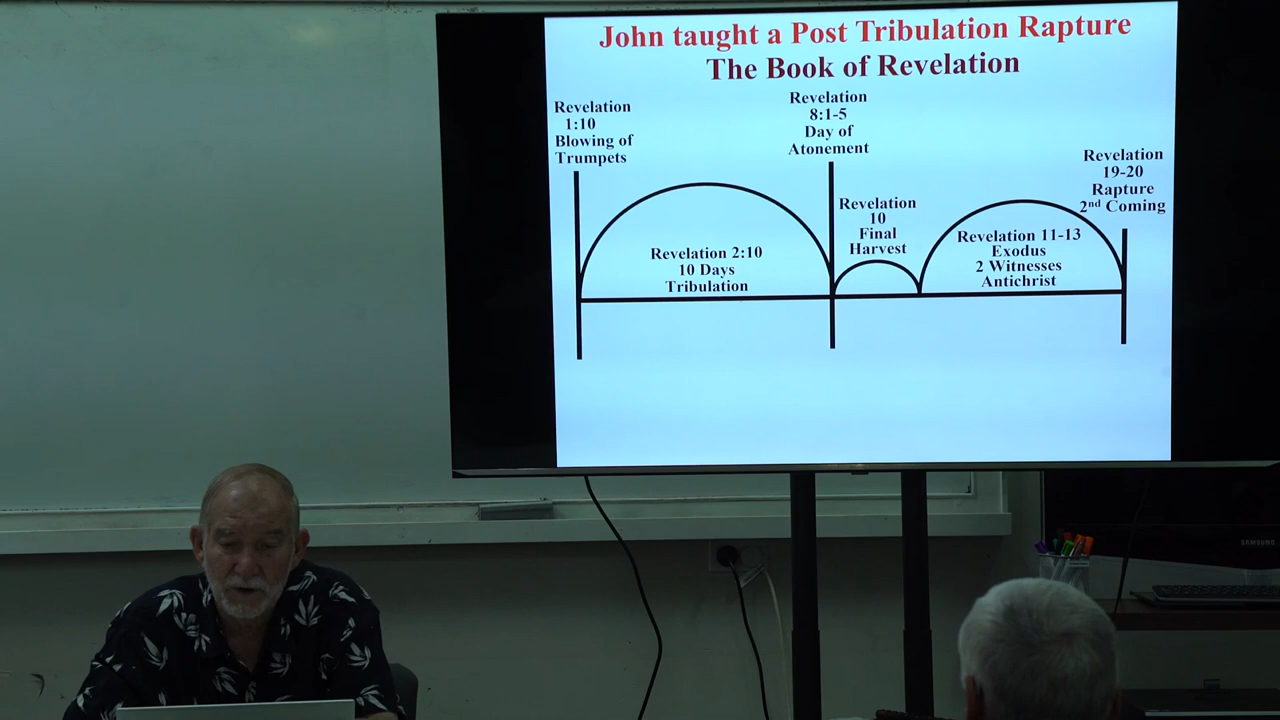 John taught a Post Tribulation Rapture
The Book of Revelation
Revelation
1:10
Blowing of
Trumpets
Revelation
8:1-5
Day of
Atonement
Revelation
19-20
Rapture
2nd Coming
Revelation 2:10
10 Days
Tribulation
Revelation
10
Final
Harvest
Revelation 11-13
Exodus
2 Witnesses
Antichrist
SAMSUNG